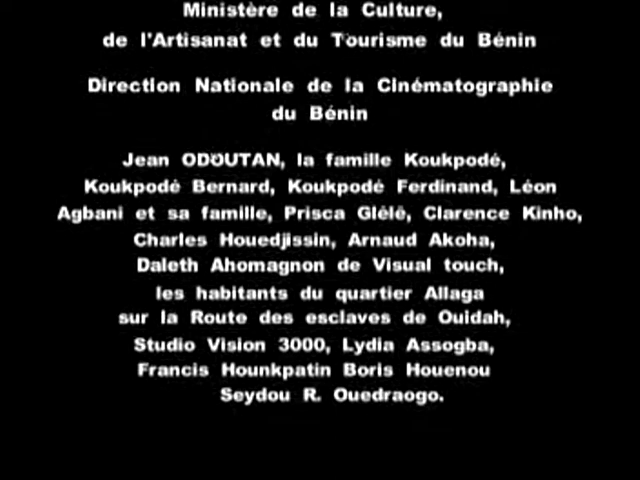 Ministère de la Culture,
de l'Artisanat et du Tourisme du Bénin
Direction Nationale de la Cinématographie
du Bénin
Jean ODOUTAN, la famille Koukpodé,
Koukpodé Bernard, Koukpodé Ferdinand, Léon
Agbani et sa famille, Prisca Glèlè, Clarence Kinho,
Charles Houedjissin, Arnaud Akoha,
Daleth Ahomagnon de Visual touch,
les habitants du quartier Allaga
sur la Route des esclaves de Ouidah,
Studio Vision 3000, Lydia Assogba,
Francis Hounkpatin Boris Houenou
Seydou R. Ouedraogo.